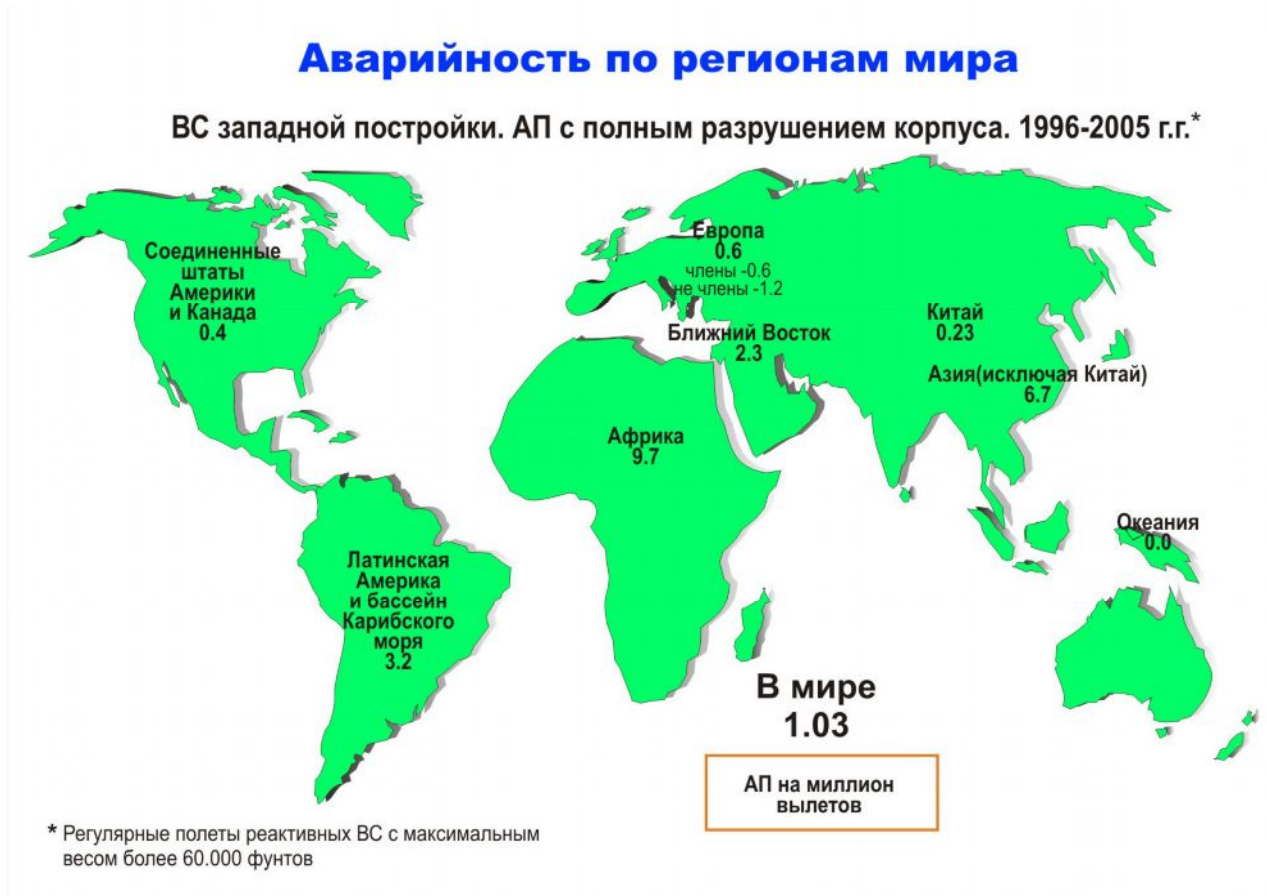 Аварийность по регионам мира
ВС западной постройки. АП с полным разрушением корпуса. 1996-2005 г.г.*
Соединенные
штаты
Америки
и Канада
0.4
Европа
0.6
члены -0.6
не члены -1.2
Ближний Восток
2.3
Китай
0.23
Азия(исключая Китай)
6.7
Африка
9.7
Океания
0.0
Латинская
Америка
и бассейн
Карибского
моря
3.2
В мире
1.03
АП на миллион
вылетов
* Регулярные полеты реактивных ВС с максимальным
весом более 60.000 фунтов